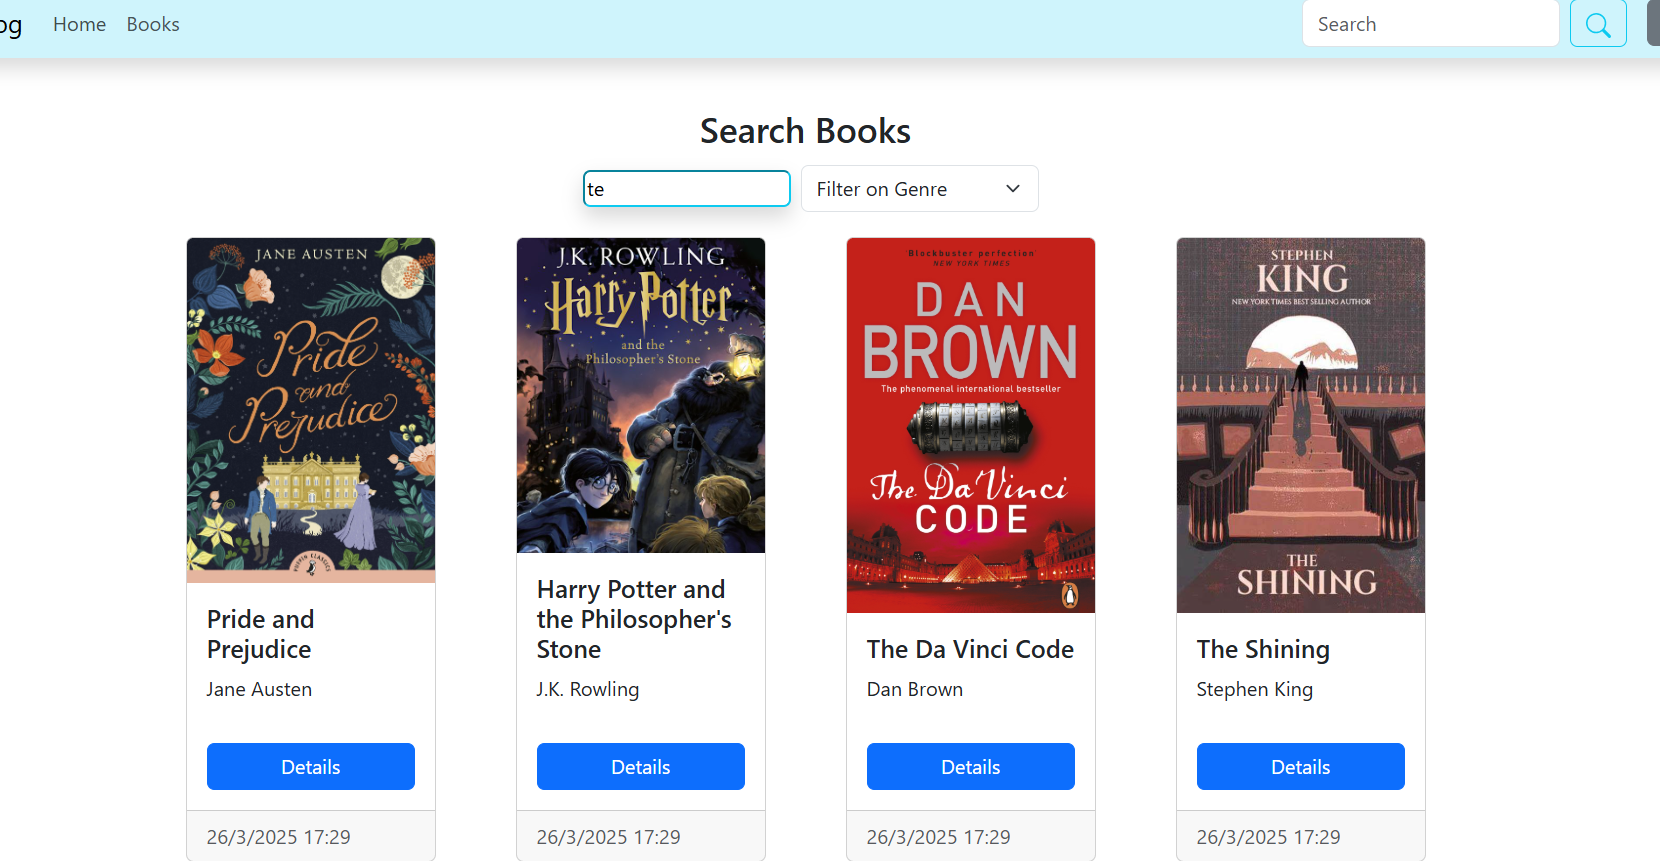 og Home Books Search
Search Books
te Filter on Genre
JANE AUSTEN
Pride
and
Prejudice
PUFFIN CLASSICS
Pride and
Prejudice
Jane Austen
Details
26/3/2025 17:29
J.K. ROWLING
Harry Potter
and the
Philosopher's Stone
Harry Potter and
the Philosopher's
Stone
J.K. Rowling
Details
26/3/2025 17:29
Blockbuster perfection
NEW YORK TIMES
DAN
BROWN
The phenomenal international bestseller
The Da Vinci
CODE
The Da Vinci Code
Dan Brown
Details
26/3/2025 17:29
STEPHEN
KING
NEW YORK TIMES BEST SELLING AUTHOR
THE
SHINING
The Shining
Stephen King
Details
26/3/2025 17:29